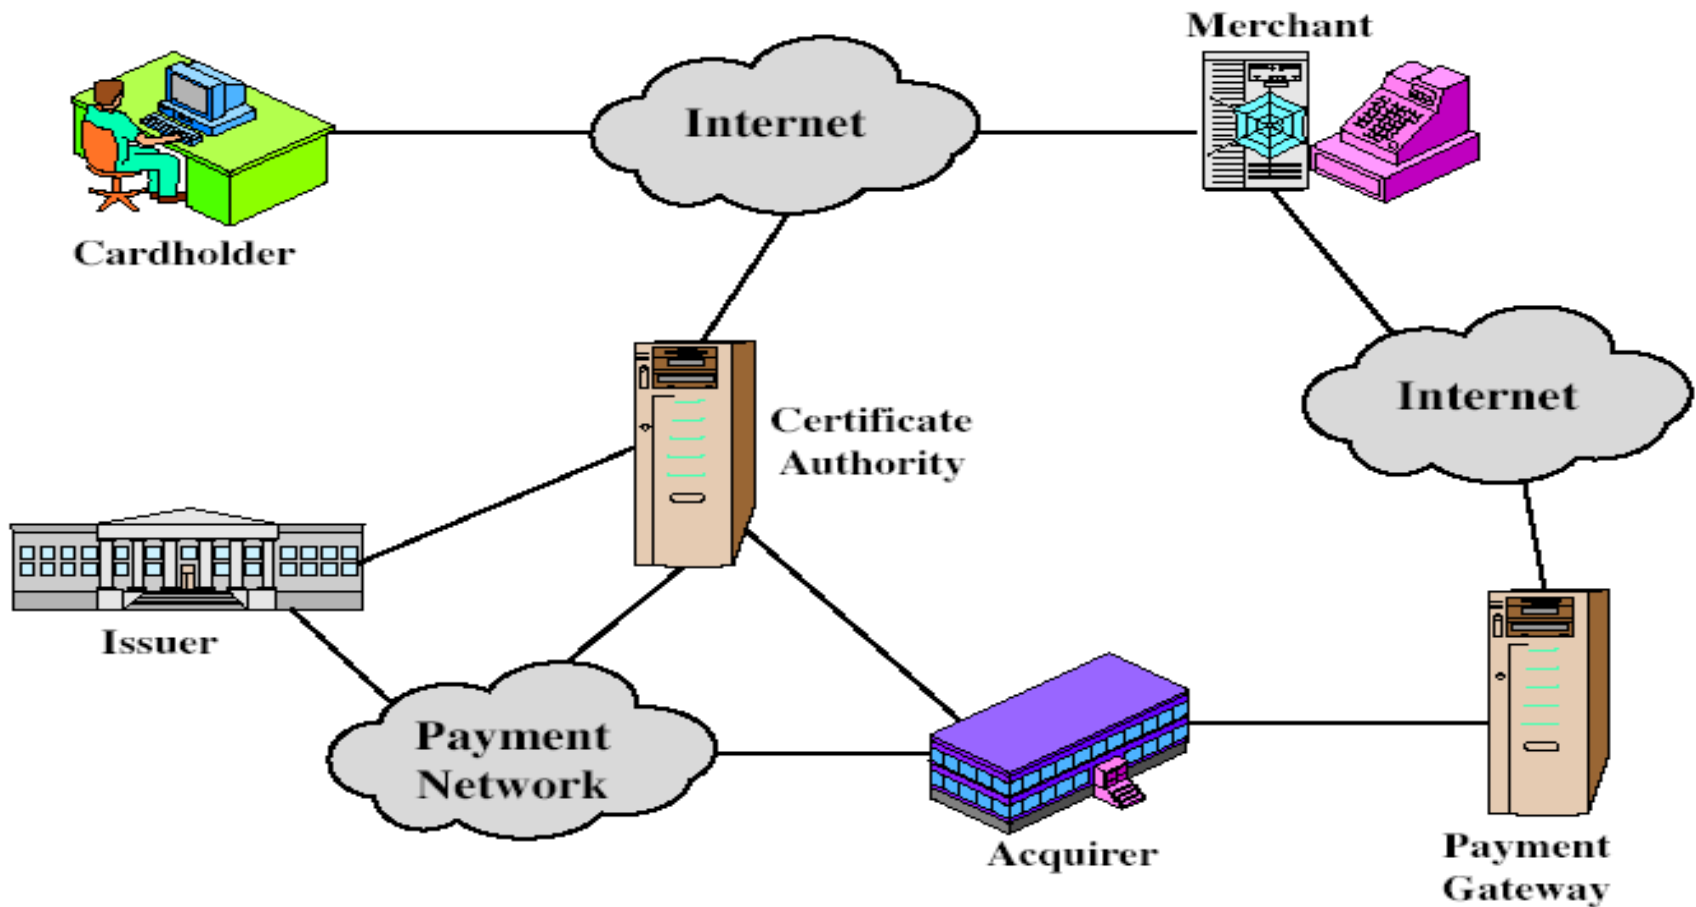 Merchant
Internet
Cardholder
Internet
Certificate
Authority
Issuer
Payment
Network
Acquirer
Payment
Gateway